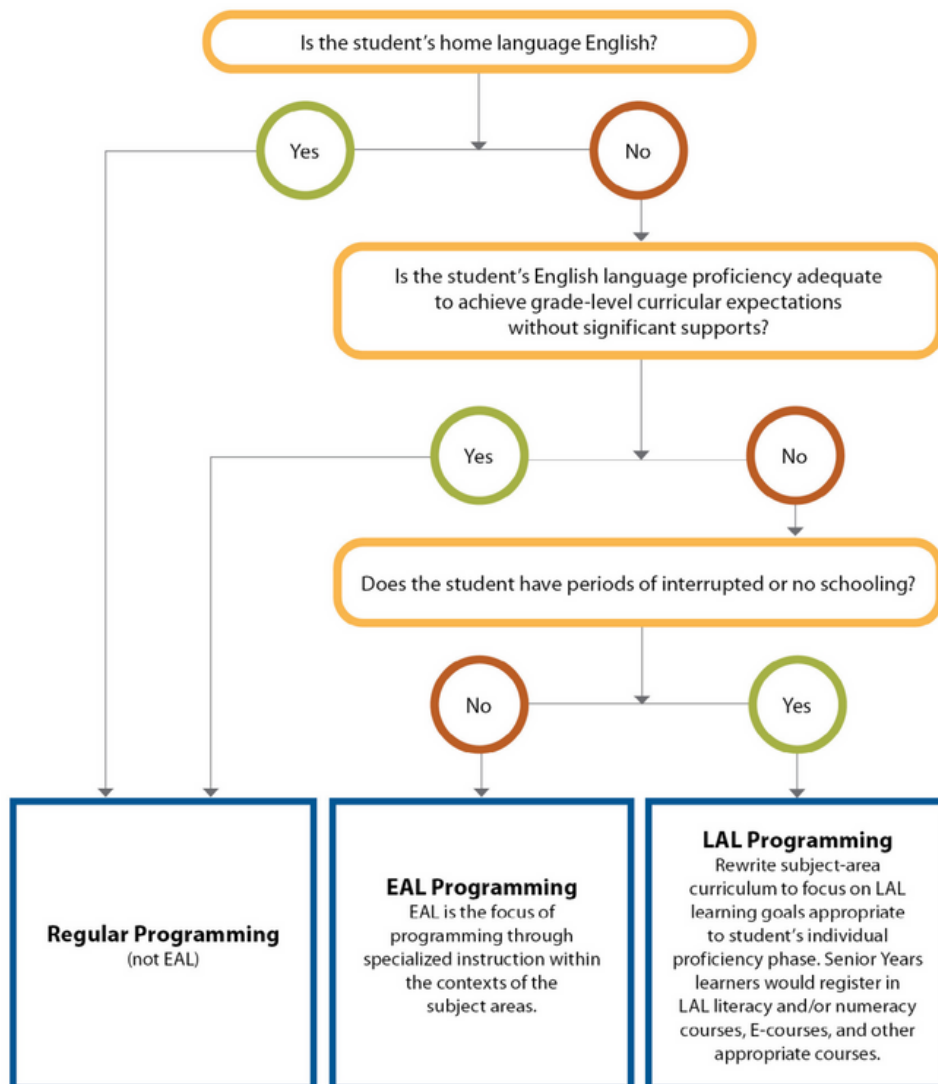 Is the student’s home language English?
Yes
No
Is the student’s English language proficiency adequate
to achieve grade-level curricular expectations
without significant supports?
Yes
No
Does the student have periods of interrupted or no schooling?
No
Yes
Regular Programming
(not EAL)
EAL Programming
EAL is the focus of
programming through
specialized instruction within
the contexts of the
subject areas.
LAL Programming
Rewrite subject-area
curriculum to focus on LAL
learning goals appropriate
to student’s individual
proficiency phase. Senior Years
learners would register in
LAL literacy and/or numeracy
courses, E-courses, and other
appropriate courses.